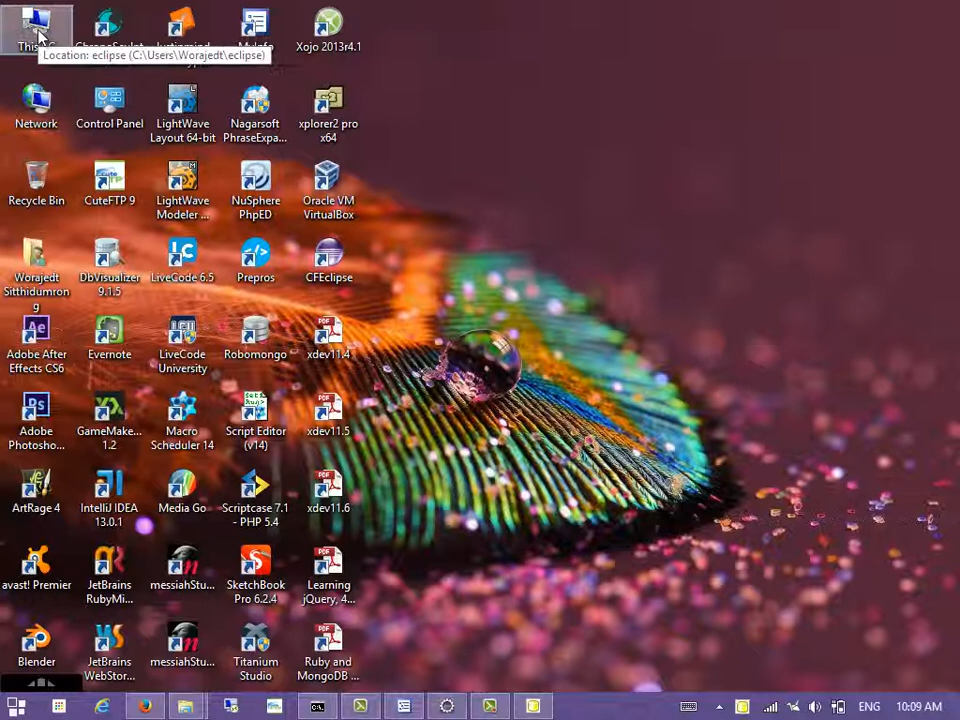 This PC
Location: eclipse (C:\Users\Worajedt\eclipse)
MyInfo
Xojo 2013r4.1
Network
Control Panel
LightWave
Layout 64-bit
Nagarsoft
PhraseExpa...
xplorer2 pro
x64
Recycle Bin
CuteFTP 9
LightWave
Modeler ...
NuSphere
PhpED
Oracle VM
VirtualBox
Worajedt
Sitthidumron
g
DbVisualizer
9.1.5
LiveCode 6.5
Prepros
CFEclipse
Adobe After
Effects CS6
Evernote
LiveCode
University
Robomongo
xdev11.4
Adobe
Photosho...
GameMake...
1.2
Macro
Scheduler 14
Script Editor
(v14)
xdev11.5
ArtRage 4
IntelliJ IDEA
13.0.1
Media Go
Scriptcase 7.1
- PHP 5.4
xdev11.6
avast! Premier
JetBrains
RubyMi...
messiahStu...
SketchBook
Pro 6.2.4
Learning
jQuery, 4...
Blender
JetBrains
WebStor...
messiahStu...
Titanium
Studio
Ruby and
MongoDB ...
ENG
10:09 AM